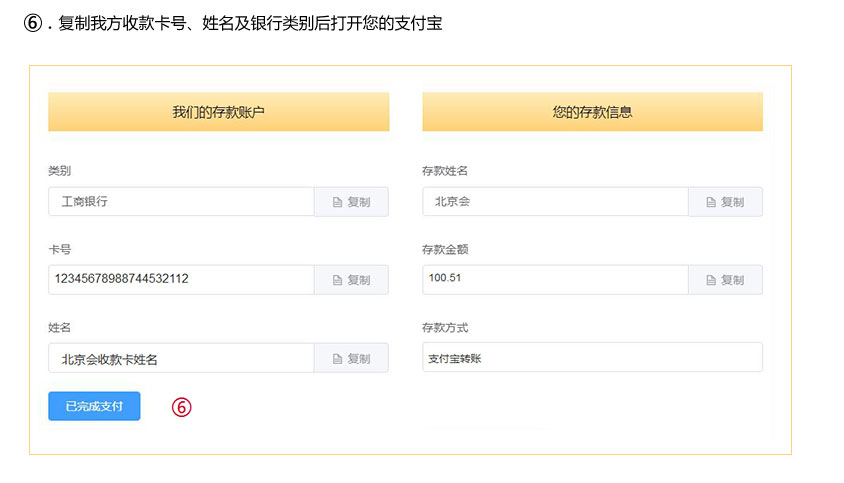 ⑥．复制我方收款卡号、姓名及银行类别后打开您的支付宝
我们的存款账户
类别
工商银行 复制
卡号
12345678988744532112 复制
姓名
北京会收款卡姓名 复制
已完成支付 ⑥
您的存款信息
存款姓名
北京会 复制
存款金额
100.51 复制
存款方式
支付宝转账